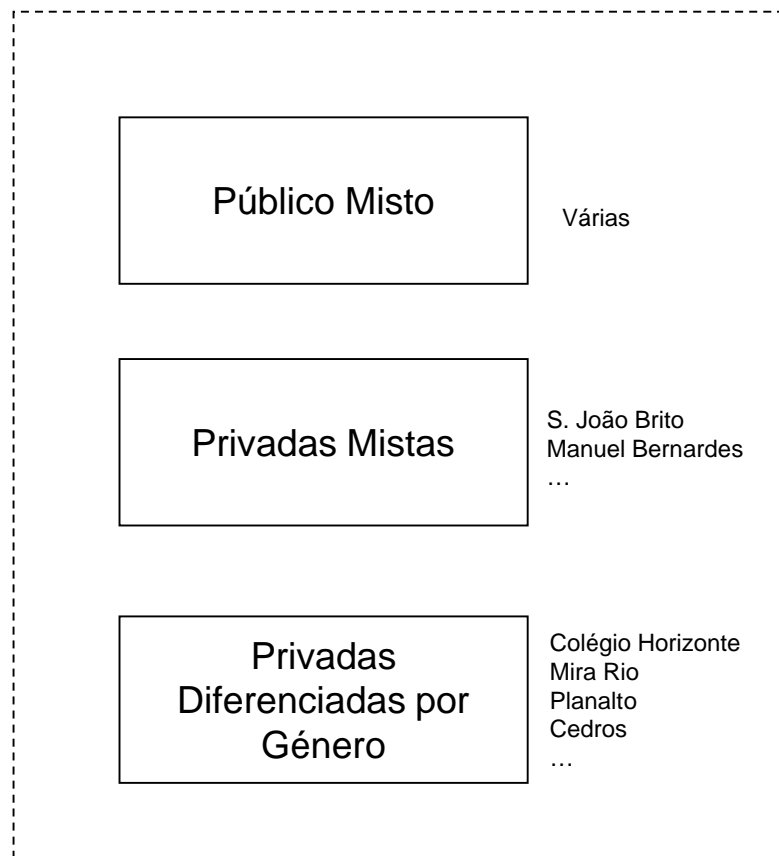 Público Misto
Várias
Privadas Mistas
S. João Brito
Manuel Bernardes
…
Privadas
Diferenciadas por
Género
Colégio Horizonte
Mira Rio
Planalto
Cedros
…